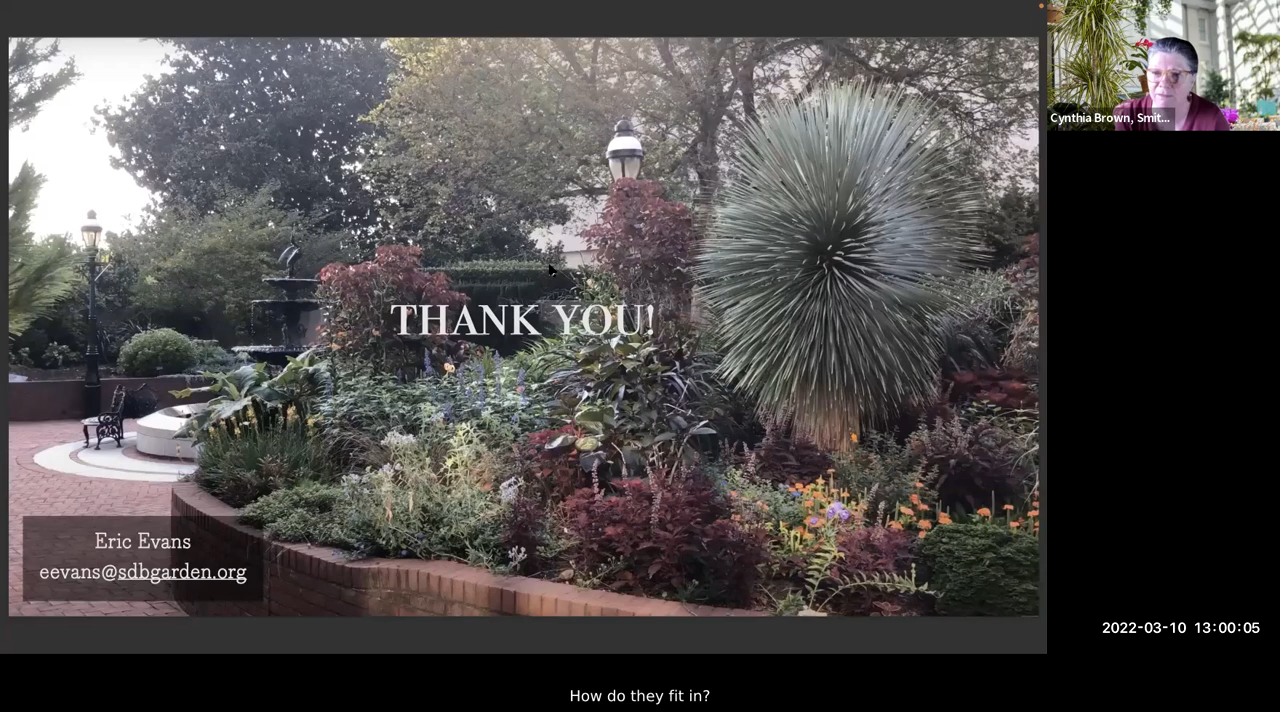 Cynthia Brown, Smit...
THANK YOU!
Eric Evans
eevans@sdbgarden.org
2022-03-10 13:00:05
How do they fit in?